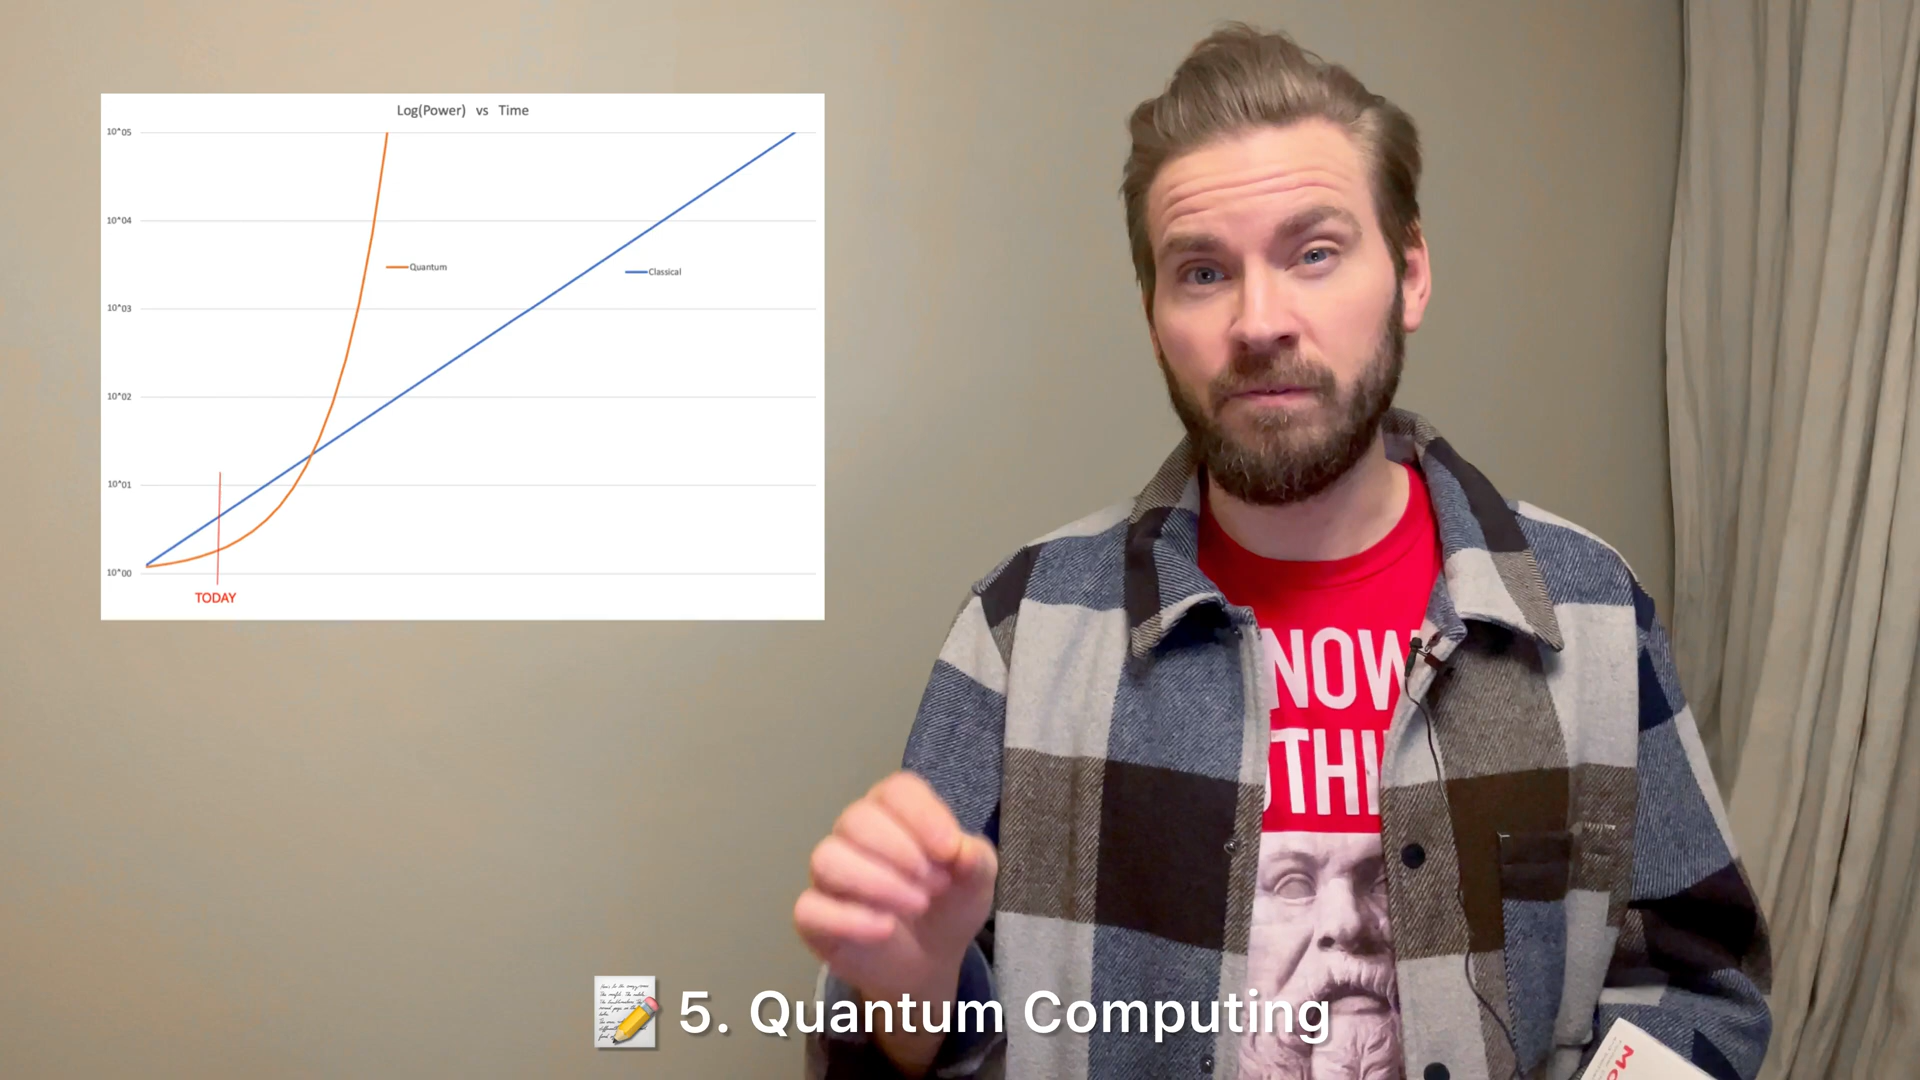 Log(Power) vs Time
10^05
10^04
Quantum
Classical
10^03
10^02
10^01
10^00
TODAY
NOW
THI
5. Quantum Computing